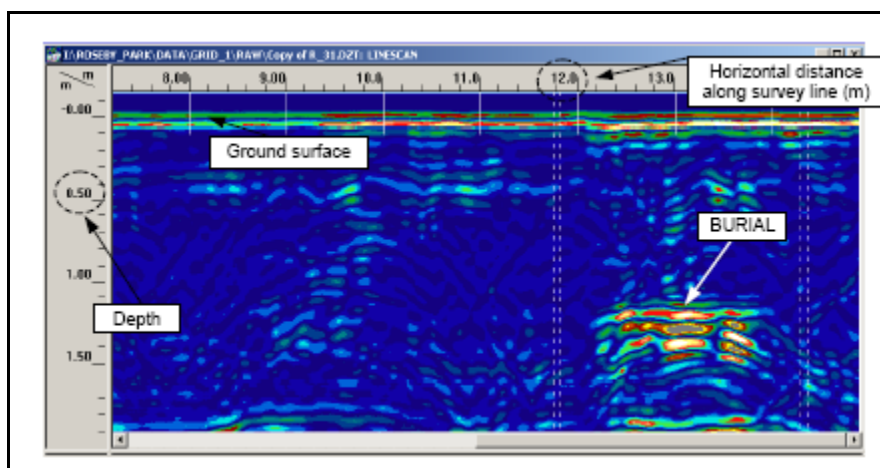 I:\ROSEBY_PARK\DATA\GRID_1\RAW\Copy of R_31.DZT: LINESCAN
m
m
8.00 9.00 10.0 11.0 12.0 13.0
Horizontal distance
along survey line (m)
-0.00
Ground surface
0.50
BURIAL
1.00
Depth
1.50